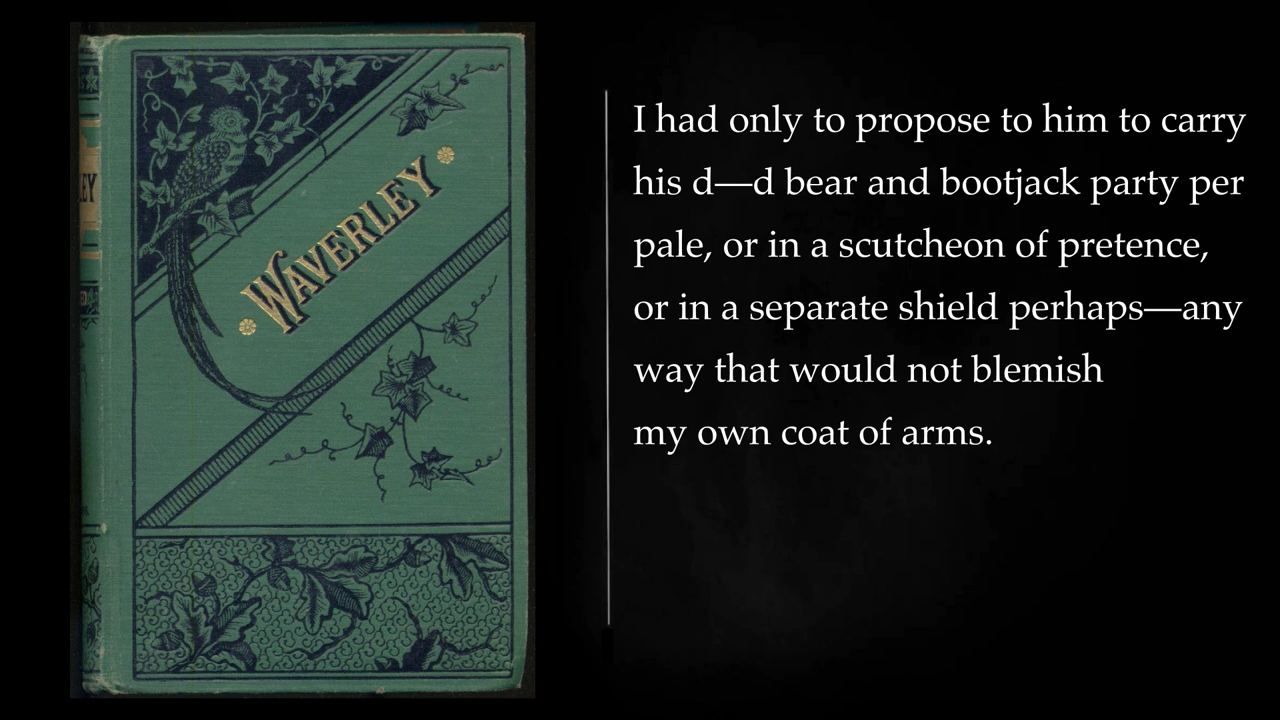 WAVERLEY
EY
I had only to propose to him to carry
his d—d bear and bootjack party per
pale, or in a scutcheon of pretence,
or in a separate shield perhaps—any
way that would not blemish
my own coat of arms.